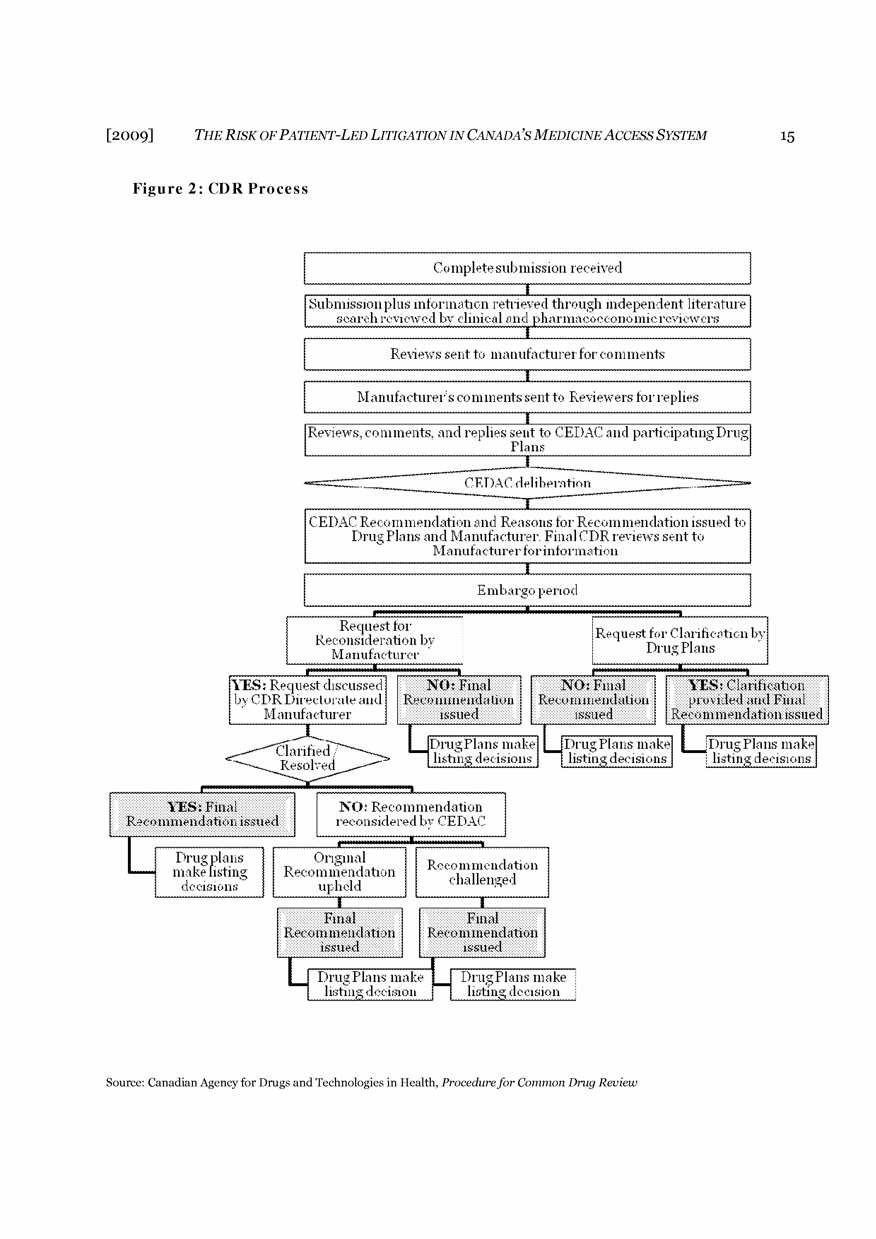 [2009] THE RISK OF PATIENT-LED LITIGATION IN CANADA'S MEDICINE ACCESS SYSTEM 15
Figure 2: CDR Process
Complete submission received
Submission plus information retrieved through independent literature
search reviewed by clinical and pharmacoeconomic reviewers
Reviews sent to manufacturer for comments
Manufacturer's comments sent to Reviewers for replies
Reviews, comments, and replies sent to CEDAC and participating Drug
Plans
CEDAC deliberation
CEDAC Recommendation and Reasons for Recommendation issued to
Drug Plans and Manufacturer. Final CDR reviews sent to
Manufacturer for information
Embargo period
Request for
Reconsideration by
Manufacturer
Request for Clarification by
Drug Plans
YES: Request discussed
by CDR Directorate and
Manufacturer
NO: Final
Recommendation
issued
NO: Final
Recommendation
issued
YES: Clarification
provided and Final
Recommendation issued
Clarified /
Resolved
Drug Plans make
listing decisions
Drug Plans make
listing decisions
Drug Plans make
listing decisions
YES: Final
Recommendation issued
NO: Recommendation
reconsidered by CEDAC
Drug plans
make listing
decisions
Original
Recommendation
upheld
Recommendation
challenged
Final
Recommendation
issued
Final
Recommendation
issued
Drug Plans make
listing decision
Drug Plans make
listing decision
Source: Canadian Agency for Drugs and Technologies in Health, Procedure for Common Drug Review